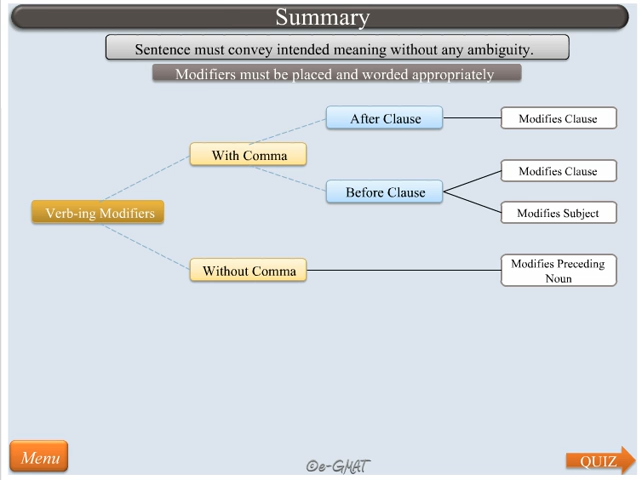 Summary
Sentence must convey intended meaning without any ambiguity.
Modifiers must be placed and worded appropriately
After Clause
Modifies Clause
With Comma
Modifies Clause
Before Clause
Verb-ing Modifiers
Modifies Subject
Without Comma
Modifies Preceding
Noun
Menu
©e-GMAT
QUIZ